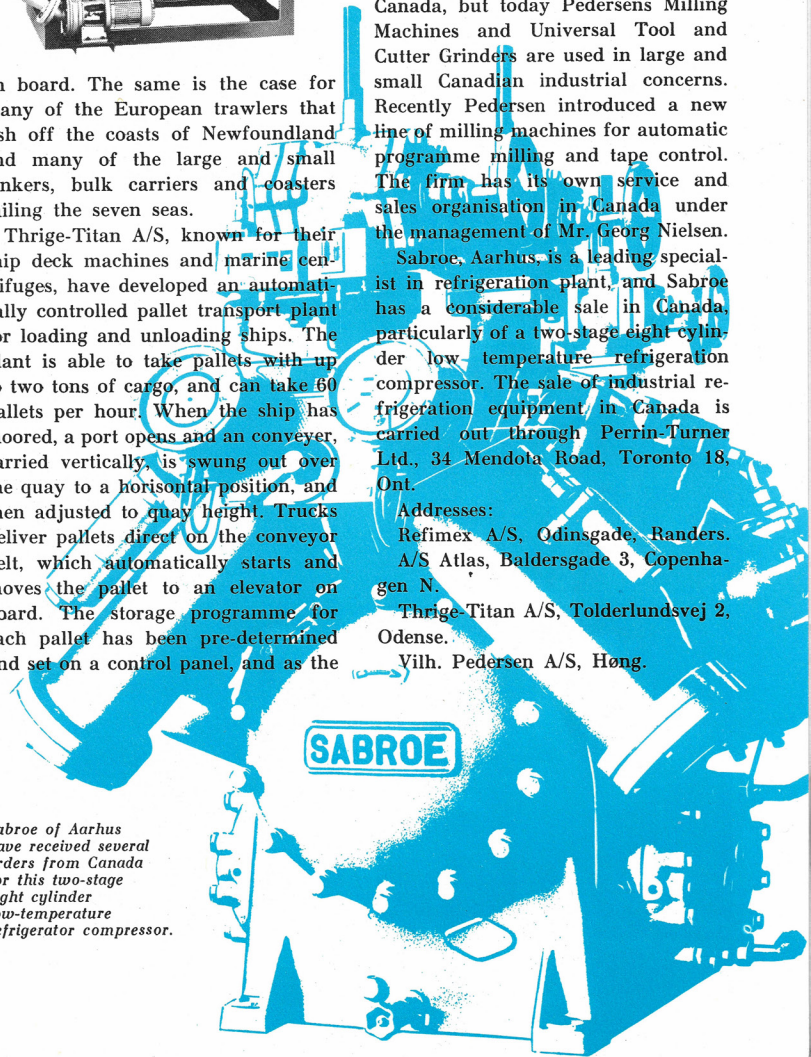 n board. The same is the case for
any of the European trawlers that
sh off the coasts of Newfoundland
nd many of the large and small
nkers, bulk carriers and coasters
iling the seven seas.
Thrige-Titan A/S, known for their
hip deck machines and marine cen-
ifuges, have developed an automati-
ally controlled pallet transport plant
or loading and unloading ships. The
lant is able to take pallets with up
o two tons of cargo, and can take 60
allets per hour. When the ship has
oored, a port opens and an conveyer,
arried vertically, is swung out over
he quay to a horisontal position, and
hen adjusted to quay height. Trucks
eliver pallets direct on the conveyor
elt, which automatically starts and
oves the pallet to an elevator on
oard. The storage programme for
ach pallet has been pre-determined
nd set on a control panel, and as the
Canada, but today Pedersens Milling
Machines and Universal Tool and
Cutter Grinders are used in large and
small Canadian industrial concerns.
Recently Pedersen introduced a new
line of milling machines for automatic
programme milling and tape control.
The firm has its own service and
sales organisation in Canada under
the management of Mr. Georg Nielsen.
Sabroe, Aarhus, is a leading special-
ist in refrigeration plant, and Sabroe
has a considerable sale in Canada,
particularly of a two-stage eight cylin-
der low temperature refrigeration
compressor. The sale of industrial re-
frigeration equipment in Canada is
carried out through Perrin-Turner
Ltd., 34 Mendota Road, Toronto 18,
Ont.
Addresses:
Refimex A/S, Odinsgade, Randers.
A/S Atlas, Baldersgade 3, Copenha-
gen N.
Thrige-Titan A/S, Tolderlundsvej 2,
Odense.
Vilh. Pedersen A/S, Høng.
SABROE
abroe of Aarhus
ave received several
rders from Canada
or this two-stage
ight cylinder
ow-temperature
efrigerator compressor.